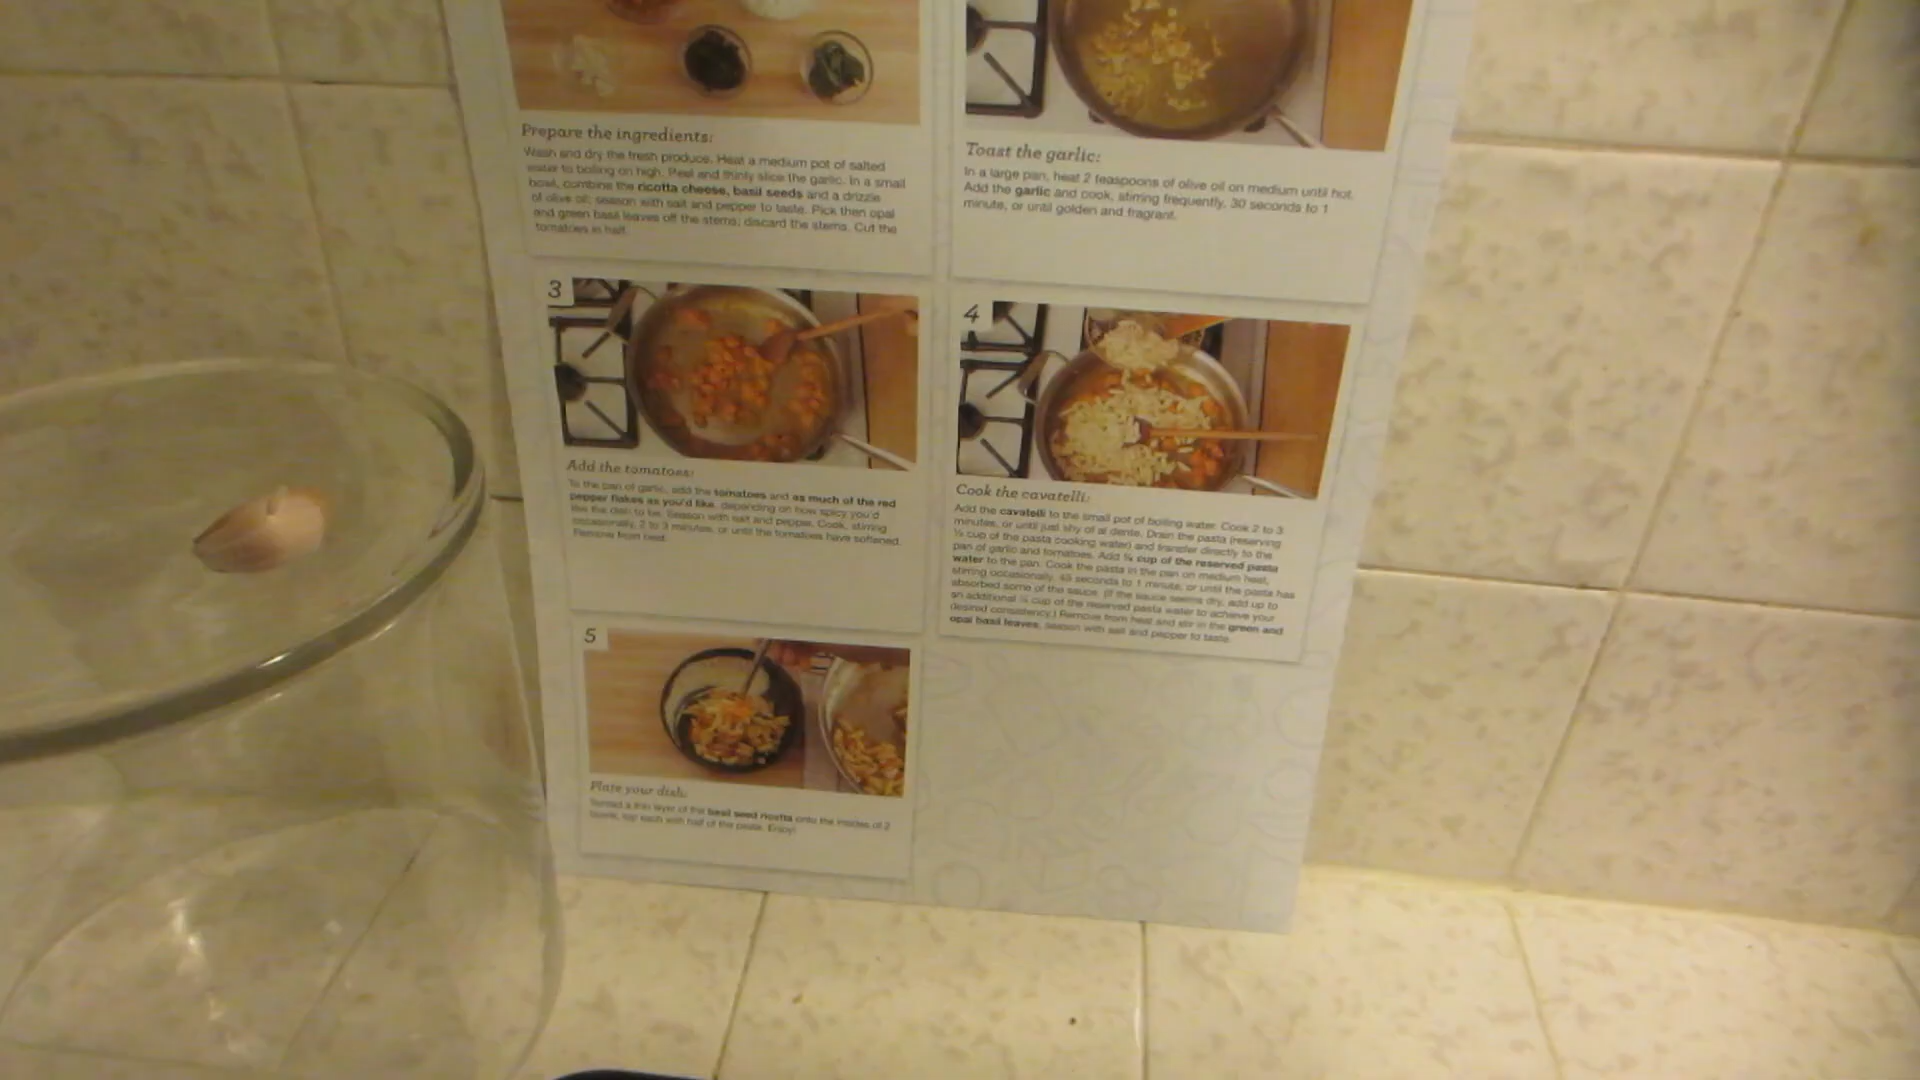 Prepare the ingredients:
Wash and dry the fresh produce. Heat a medium pot of salted
water to boiling on high. Peel and thinly slice the garlic. In a small
bowl, combine the ricotta cheese, basil seeds and a drizzle
of olive oil; season with salt and pepper to taste. Pick then opal
and green basil leaves off the stems; discard the stems. Cut the
tomatoes in half.
Toast the garlic:
In a large pan, heat 2 teaspoons of olive oil on medium until hot.
Add the garlic and cook, stirring frequently, 30 seconds to 1
minute, or until golden and fragrant.
3
Add the tomatoes:
To the pan of garlic, add the tomatoes and as much of the red
pepper flakes as you'd like, depending on how spicy you'd
like the dish to be. Season with salt and pepper. Cook, stirring
occasionally, 2 to 3 minutes, or until the tomatoes have softened.
Remove from heat.
4
Cook the cavatelli:
Add the cavatelli to the small pot of boiling water. Cook 2 to 3
minutes, or until just shy of al dente. Drain the pasta (reserving
½ cup of the pasta cooking water) and transfer directly to the
pan of garlic and tomatoes. Add ¼ cup of the reserved pasta
water to the pan. Cook the pasta in the pan on medium heat,
stirring occasionally, 45 seconds to 1 minute, or until the pasta has
absorbed some of the sauce. (If the sauce seems dry, add up to
an additional ¼ cup of the reserved pasta water to achieve your
desired consistency.) Remove from heat and stir in the green and
opal basil leaves, season with salt and pepper to taste.
5
Plate your dish:
Spread a thin layer of the basil seed ricotta onto the insides of 2
bowls, top each with half of the pasta. Enjoy!